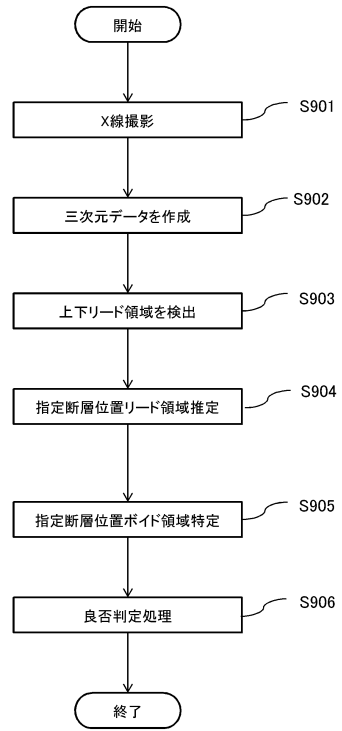 開始
X線撮影 S901
三次元データを作成 S902
上下リード領域を検出 S903
指定断層位置リード領域推定 S904
指定断層位置ボイド領域特定 S905
良否判定処理 S906
終了